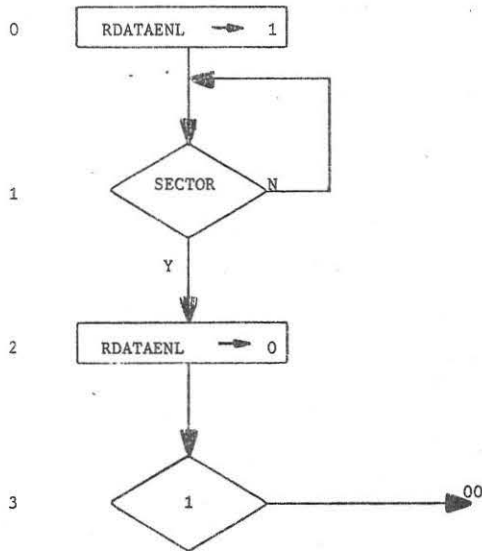 0 RDATAENL → 1
1 SECTOR N
Y
2 RDATAENL → 0
3 1 00